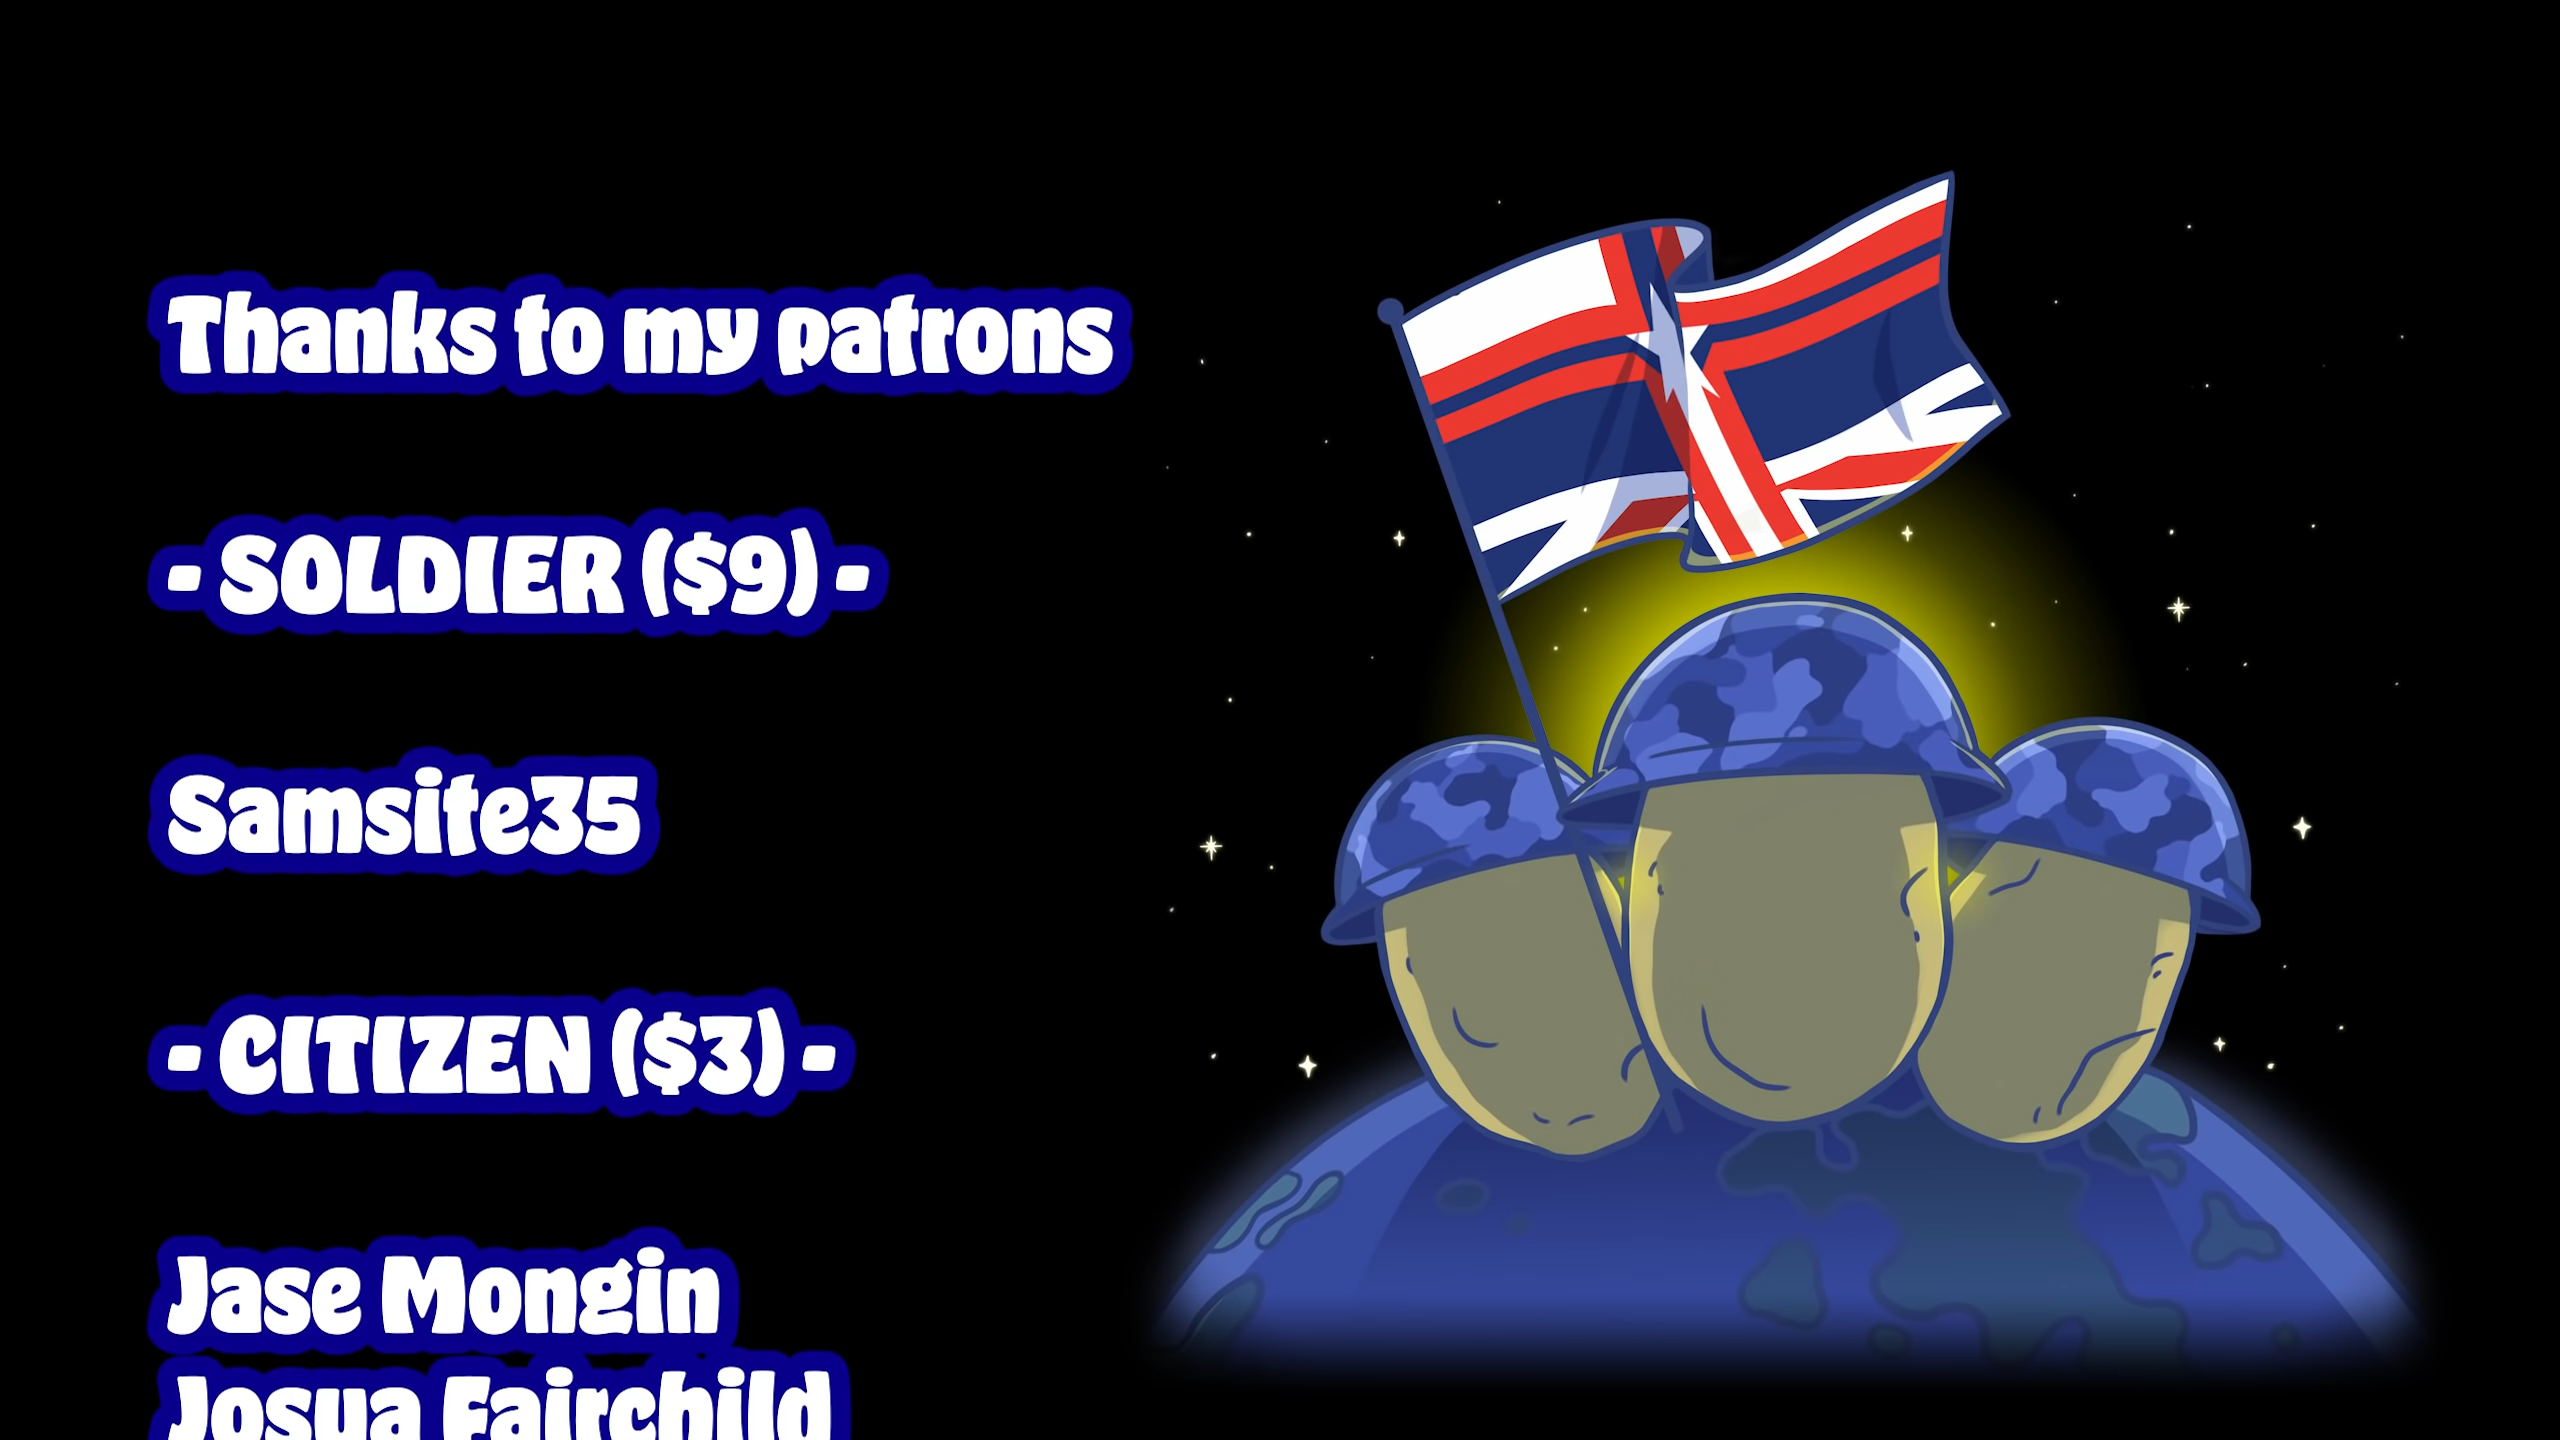 Thanks to my patrons
- SOLDIER ($9) -
Samsite35
- CITIZEN ($3) -
Jase Mongin
Josua Fairchild